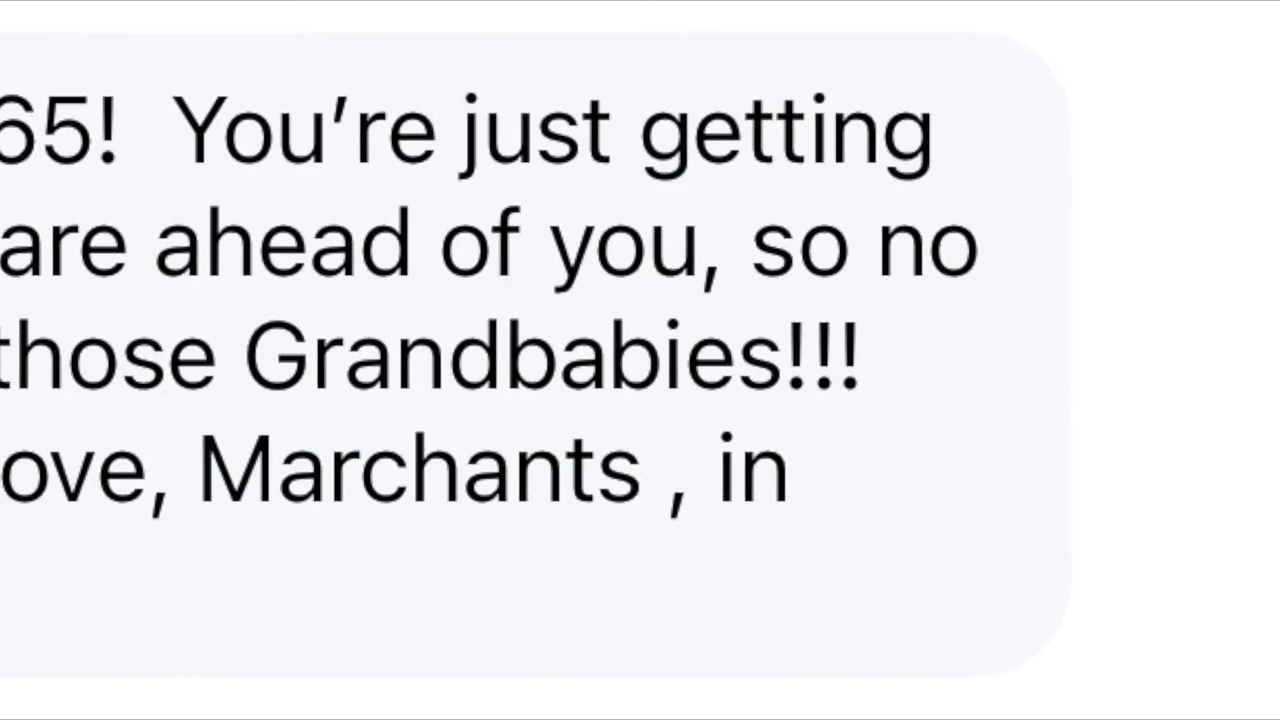 65!  You’re just getting
are ahead of you, so no
those Grandbabies!!!
ove, Marchants , in